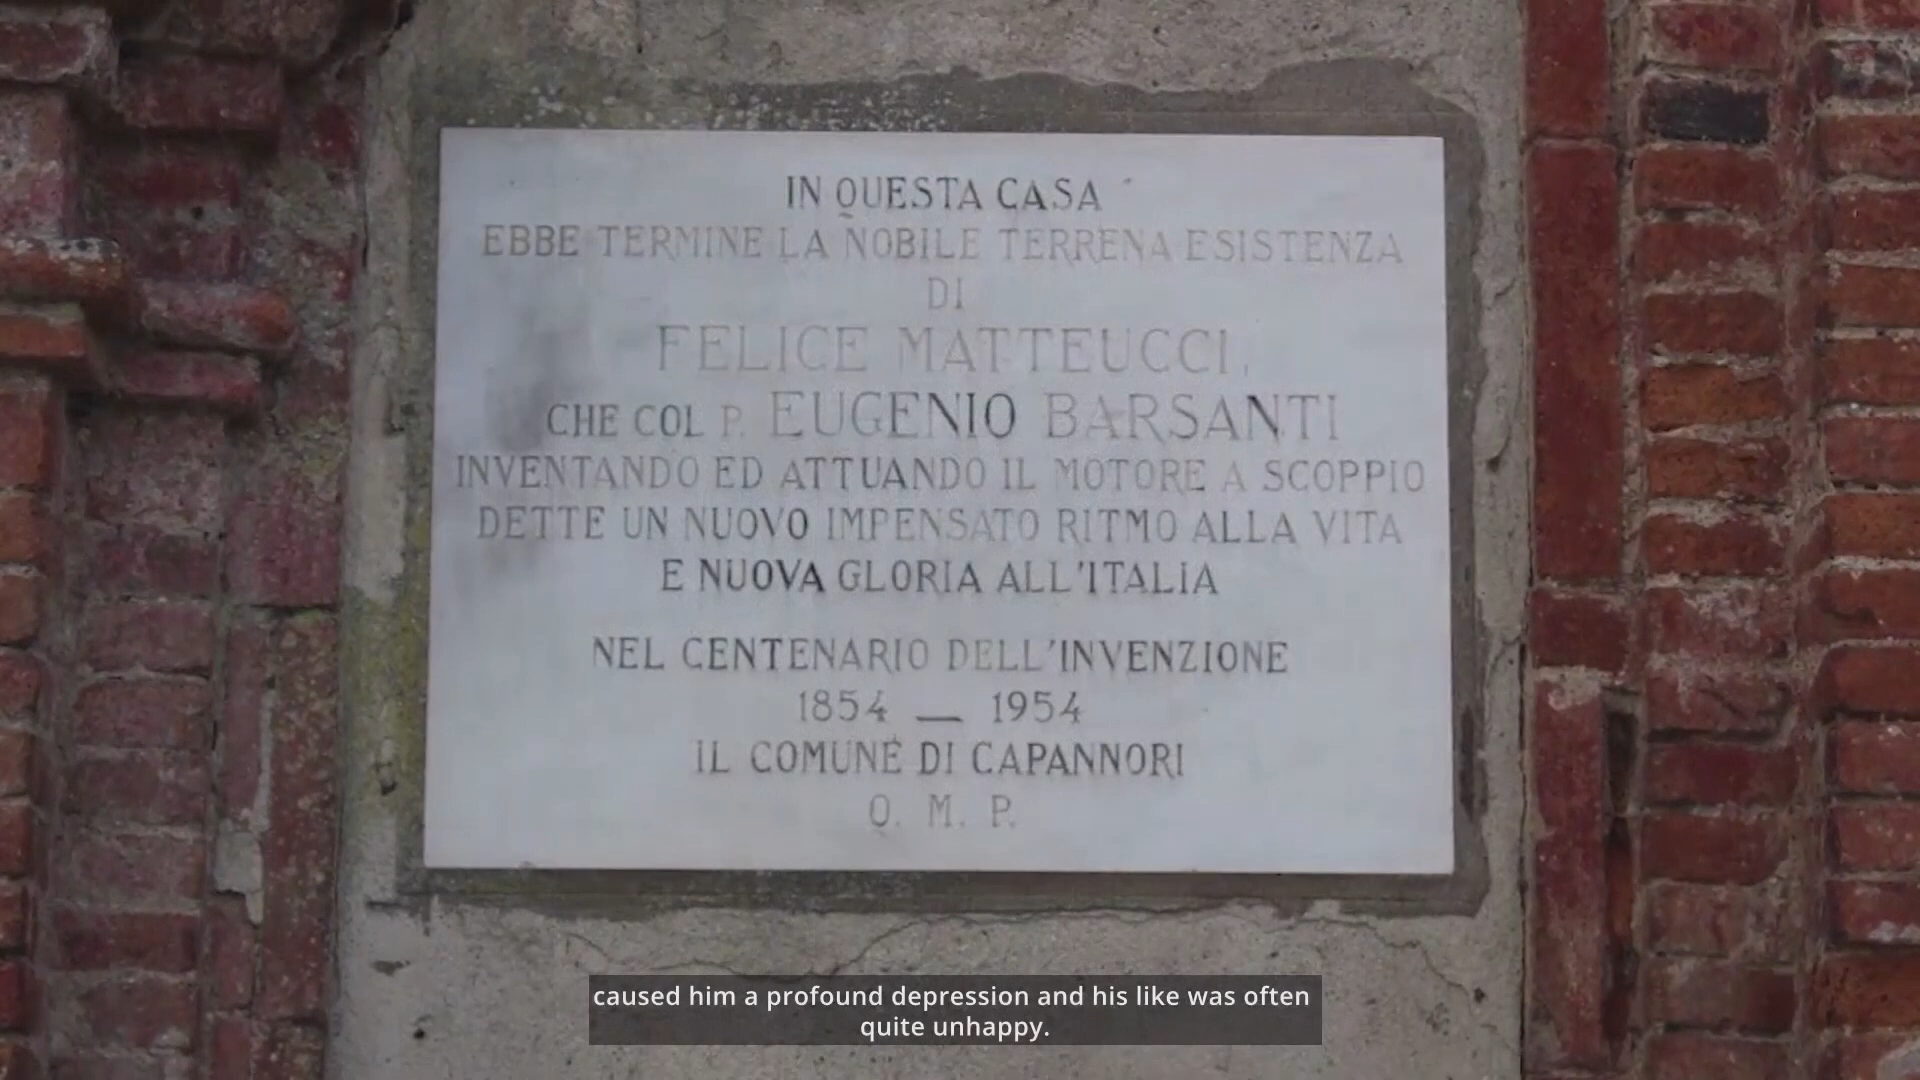 IN QUESTA CASA
EBBE TERMINE LA NOBILE TERRENA ESISTENZA
DI
FELICE MATTEUCCI,
CHE COL P. EUGENIO BARSANTI
INVENTANDO ED ATTUANDO IL MOTORE A SCOPPIO
DETTE UN NUOVO IMPENSATO RITMO ALLA VITA
E NUOVA GLORIA ALL'ITALIA
NEL CENTENARIO DELL'INVENZIONE
1854 — 1954
IL COMUNE DI CAPANNORI
Q. M. P.
caused him a profound depression and his like was often
quite unhappy.